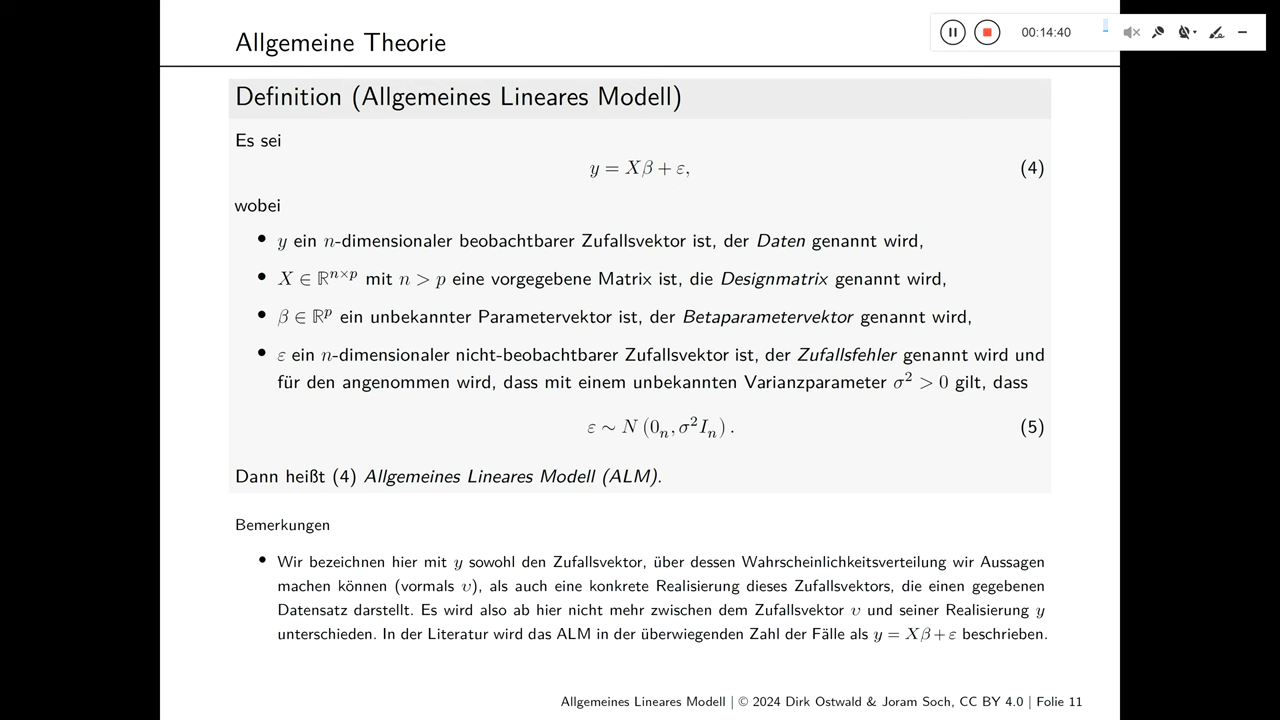 Allgemeine Theorie
00:14:40
Definition (Allgemeines Lineares Modell)
Es sei
y = Xβ + ε, (4)
wobei
• y ein n-dimensionaler beobachtbarer Zufallsvektor ist, der Daten genannt wird,
• X ∈ ℝⁿˣᵖ mit n > p eine vorgegebene Matrix ist, die Designmatrix genannt wird,
• β ∈ ℝᵖ ein unbekannter Parametervektor ist, der Betaparametervektor genannt wird,
• ε ein n-dimensionaler nicht-beobachtbarer Zufallsvektor ist, der Zufallsfehler genannt wird und
für den angenommen wird, dass mit einem unbekannten Varianzparameter σ² > 0 gilt, dass
ε ∼ N (0ₙ, σ²Iₙ) . (5)
Dann heißt (4) Allgemeines Lineares Modell (ALM).
Bemerkungen
• Wir bezeichnen hier mit y sowohl den Zufallsvektor, über dessen Wahrscheinlichkeitsverteilung wir Aussagen
machen können (vormals υ), als auch eine konkrete Realisierung dieses Zufallsvektors, die einen gegebenen
Datensatz darstellt. Es wird also ab hier nicht mehr zwischen dem Zufallsvektor υ und seiner Realisierung y
unterschieden. In der Literatur wird das ALM in der überwiegenden Zahl der Fälle als y = Xβ + ε beschrieben.
Allgemeines Lineares Modell | © 2024 Dirk Ostwald & Joram Soch, CC BY 4.0 | Folie 11